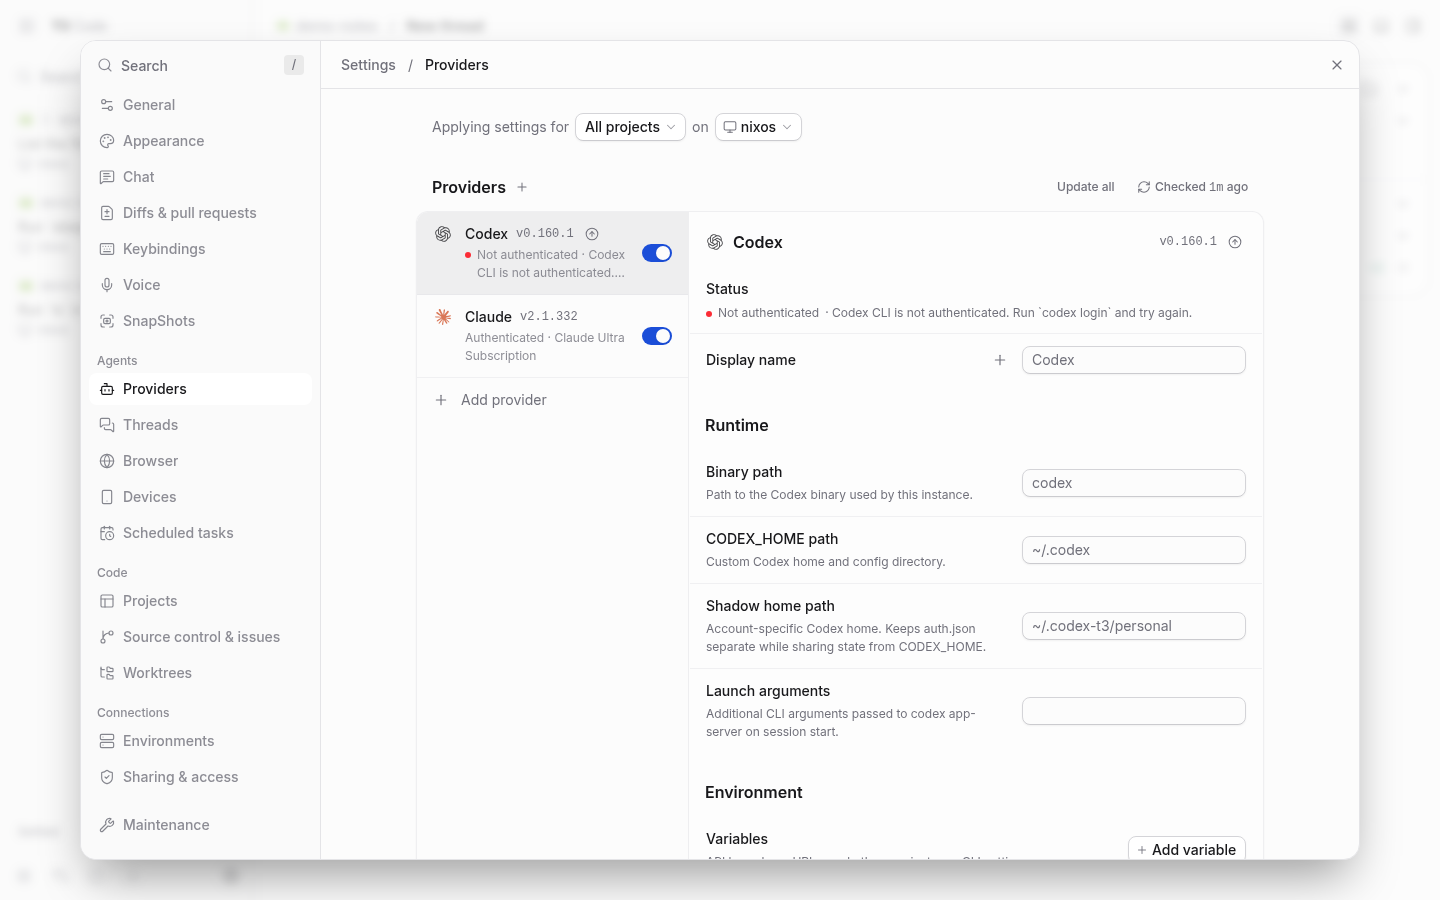 Search /
General
Appearance
Chat
Diffs & pull requests
Keybindings
Voice
SnapShots
Agents
Providers
Threads
Browser
Devices
Scheduled tasks
Code
Projects
Source control & issues
Worktrees
Connections
Environments
Sharing & access
Maintenance
Settings / Providers
Applying settings for All projects on nixos
Providers
Update all Checked 1m ago
Codex v0.160.1
Not authenticated · Codex
CLI is not authenticated....
Claude v2.1.332
Authenticated · Claude Ultra
Subscription
Add provider
Codex v0.160.1
Status
Not authenticated · Codex CLI is not authenticated. Run `codex login` and try again.
Display name Codex
Runtime
Binary path
Path to the Codex binary used by this instance.
codex
CODEX_HOME path
Custom Codex home and config directory.
~/.codex
Shadow home path
Account-specific Codex home. Keeps auth.json
separate while sharing state from CODEX_HOME.
~/.codex-t3/personal
Launch arguments
Additional CLI arguments passed to codex app-
server on session start.
Environment
Variables
Add variable